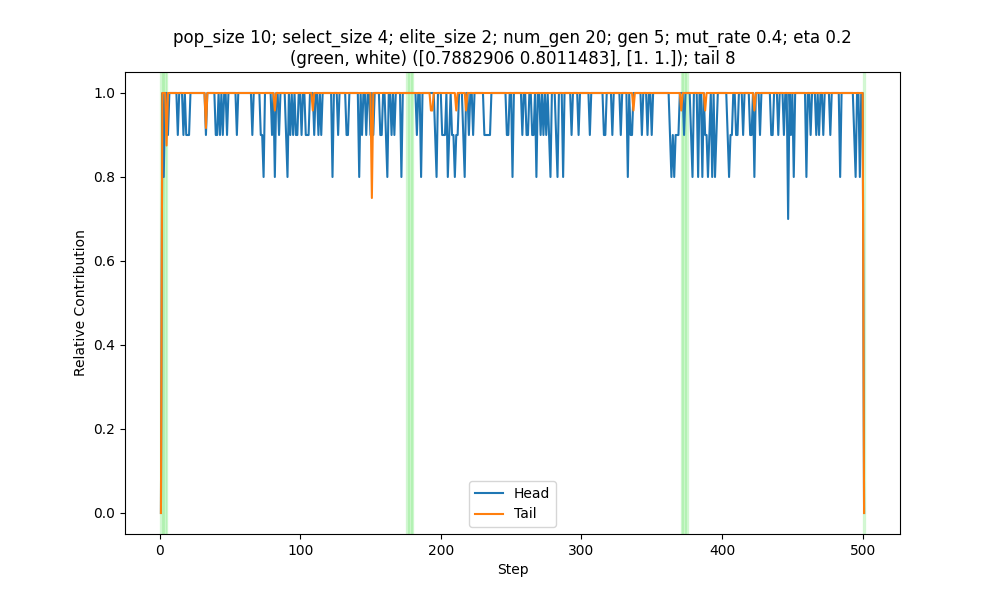 pop_size 10; select_size 4; elite_size 2; num_gen 20; gen 5; mut_rate 0.4; eta 0.2
(green, white) ([0.7882906 0.8011483], [1. 1.]); tail 8
1.0
0.8
0.6
0.4
0.2
0.0
Relative Contribution
Head
Tail
0
100
200
300
400
500
Step